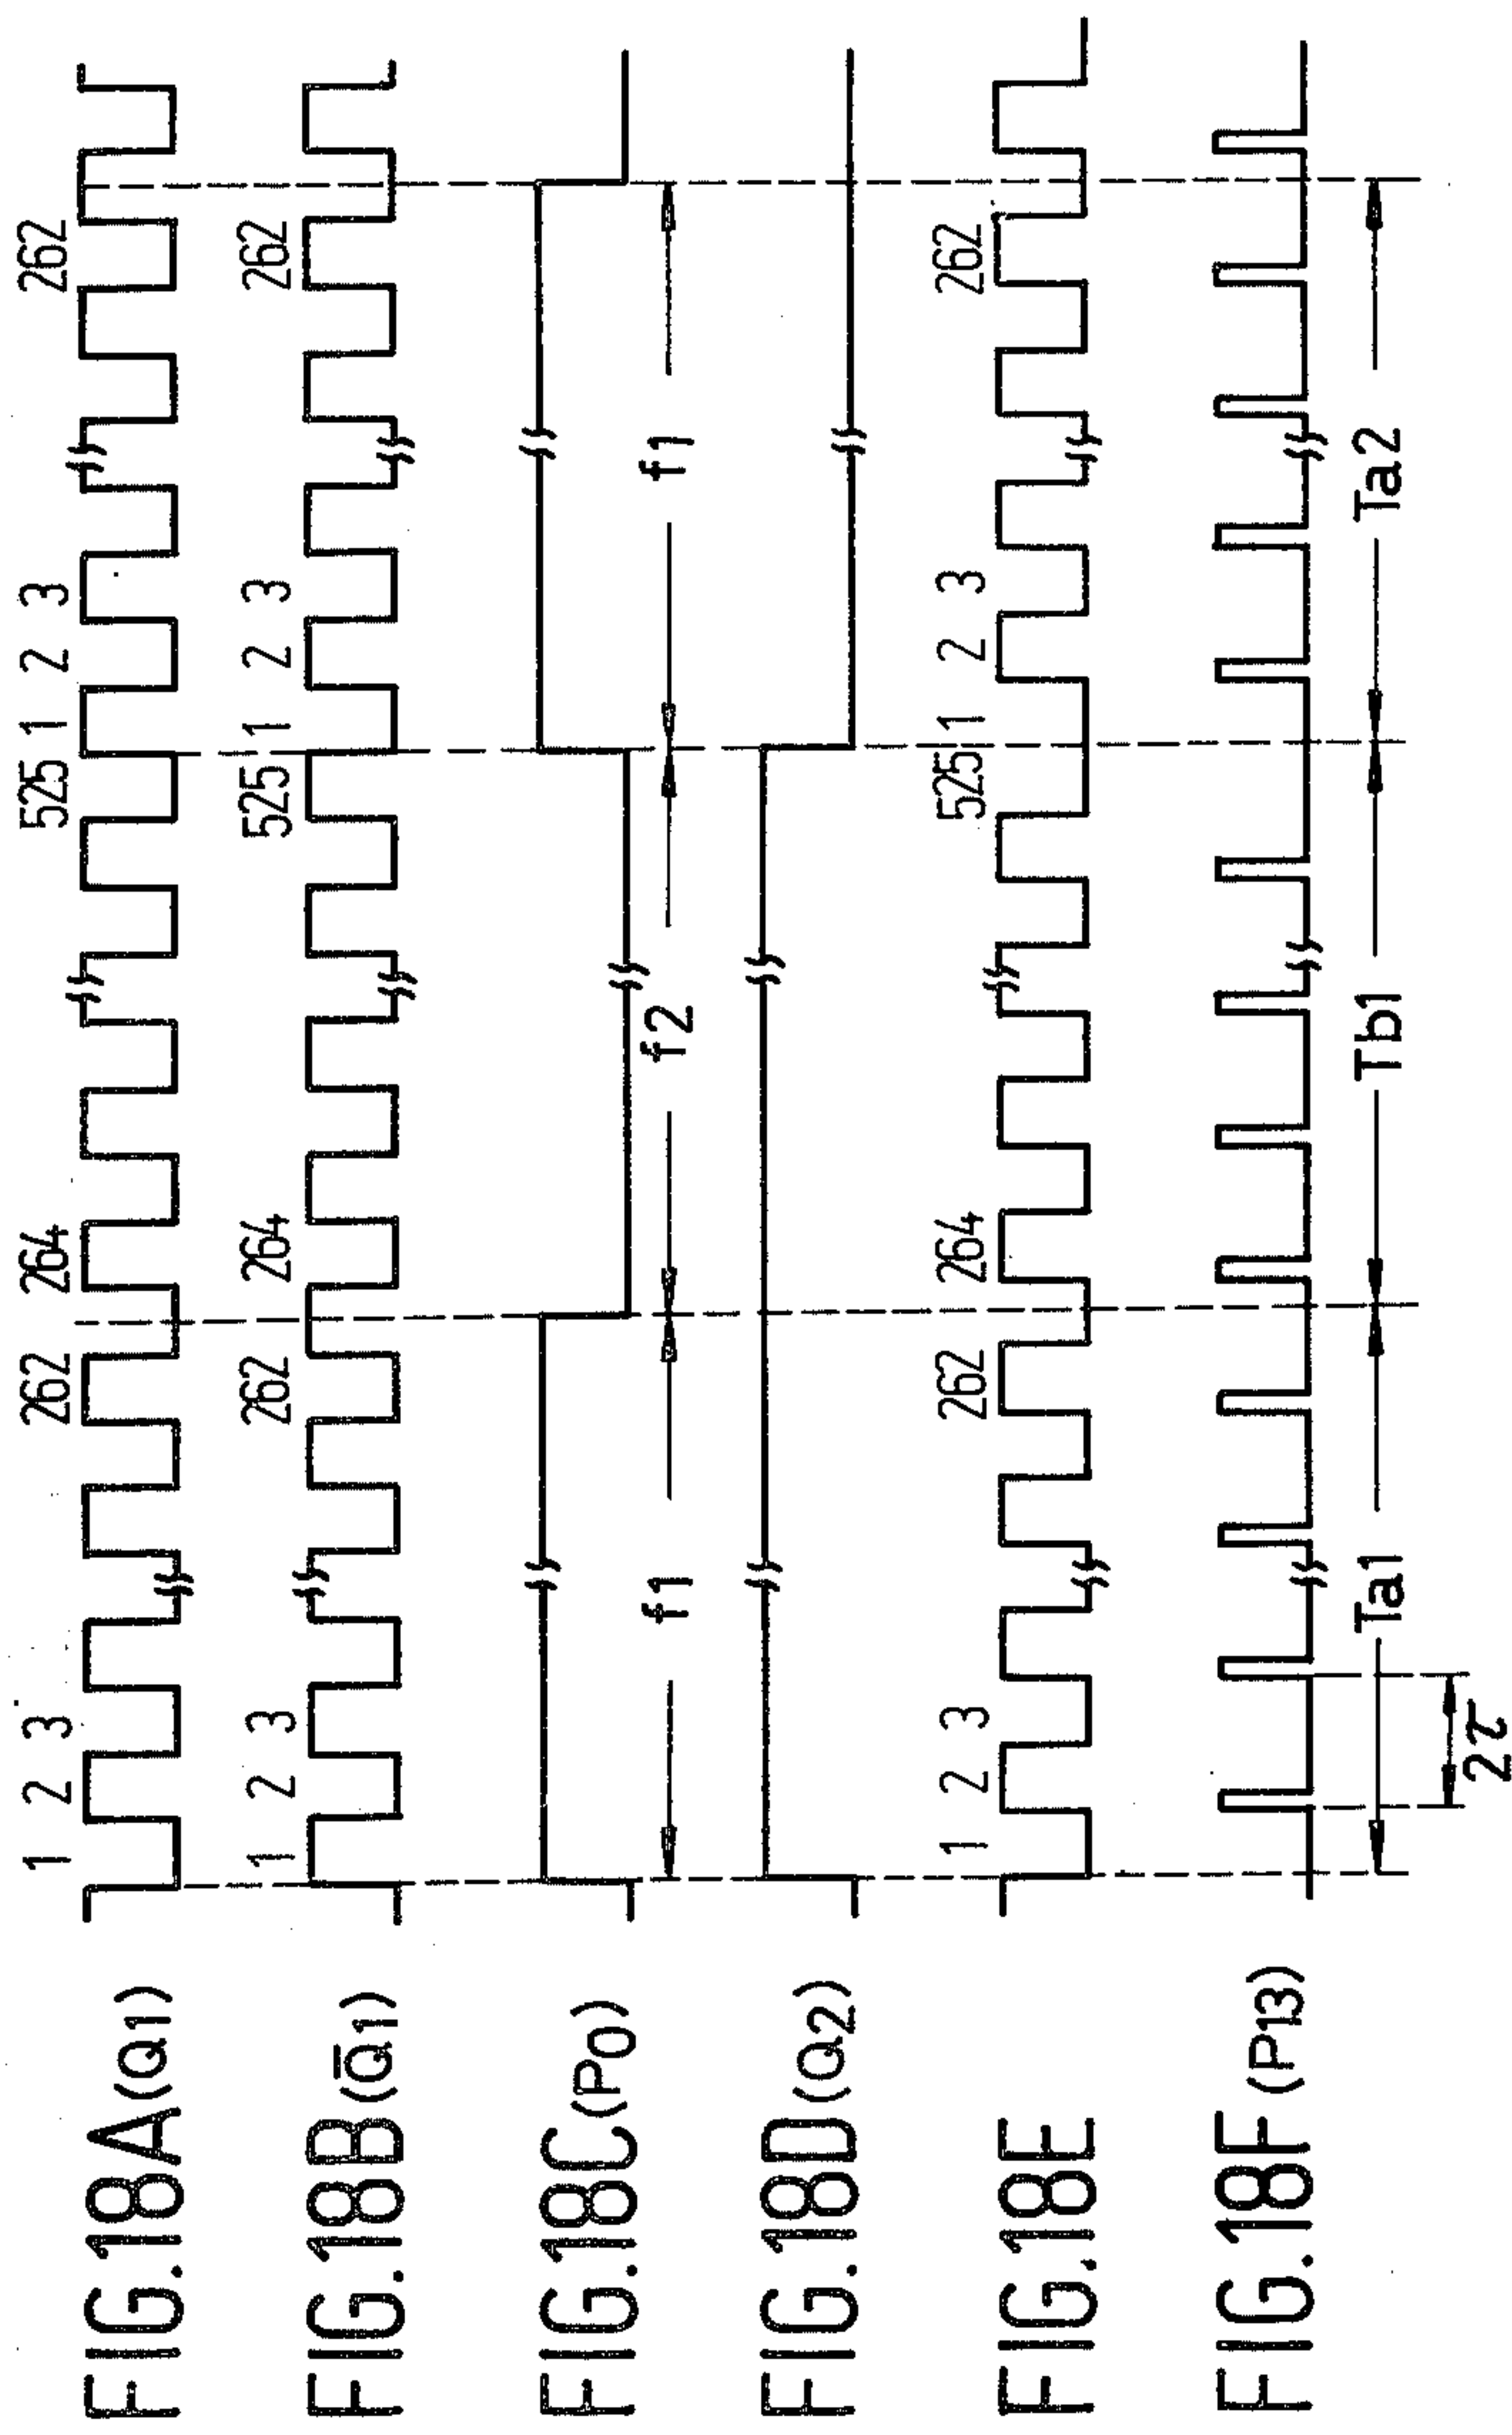 FIG.18A (Q1) 1 2 3 262 264 525 1 2 3 262
FIG.18B (Q̄1) 1 2 3 262 264 525 1 2 3 262
FIG.18C (P0)
f1 f2 f1
FIG.18D (Q2)
FIG.18E 1 2 3 262 264 525 1 2 3 262
FIG.18F (P13)
Ta1 Tb1 Ta2
2τ